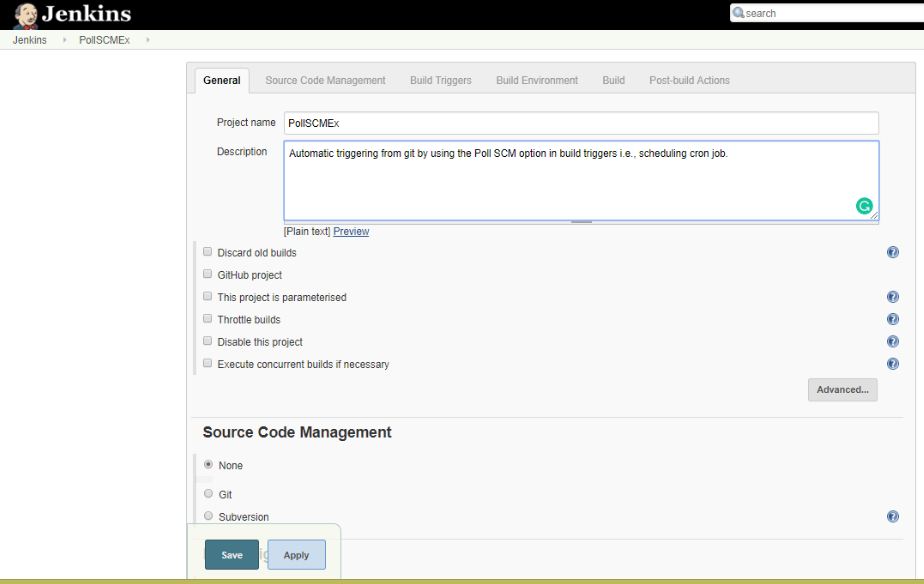 Jenkins
search
Jenkins PollSCMEx
General Source Code Management Build Triggers Build Environment Build Post-build Actions
Project name PollSCMEx
Description Automatic triggering from git by using the Poll SCM option in build triggers i.e., scheduling cron job.
[Plain text] Preview
Discard old builds
GitHub project
This project is parameterised
Throttle builds
Disable this project
Execute concurrent builds if necessary
Advanced...
Source Code Management
None
Git
Subversion
Save Apply